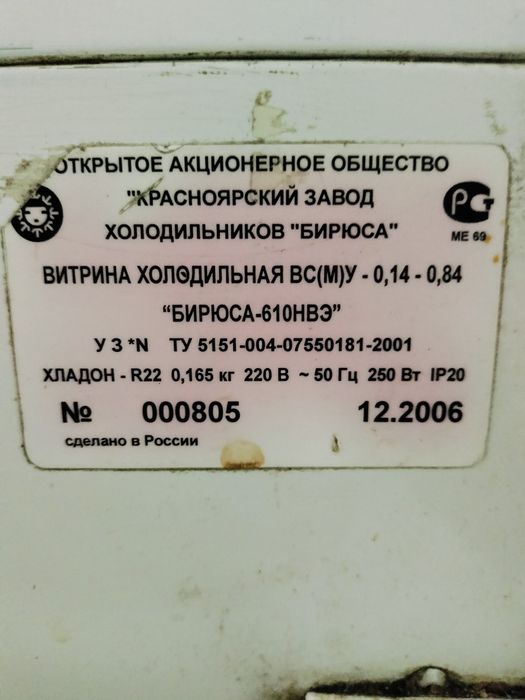 ОТКРЫТОЕ АКЦИОНЕРНОЕ ОБЩЕСТВО
"КРАСНОЯРСКИЙ ЗАВОД
ХОЛОДИЛЬНИКОВ "БИРЮСА"
РСТ
МЕ 69
ВИТРИНА ХОЛОДИЛЬНАЯ ВС(М)У - 0,14 - 0,84
"БИРЮСА-610НВЭ"
У 3 *N ТУ 5151-004-07550181-2001
ХЛАДОН - R22 0,165 кг 220 В ~ 50 Гц 250 Вт IP20
№ 000805 12.2006
сделано в России